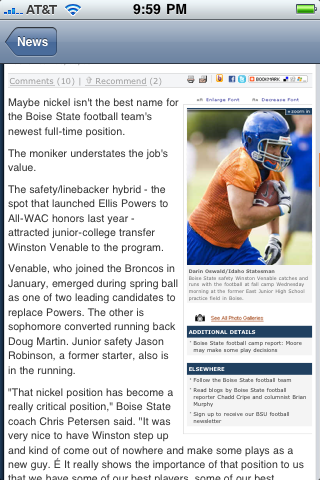 AT&T 9:59 PM
News
Comments (10) | Recommend (2)
BOOKMARK
Enlarge Font Decrease Font
zoom in
Maybe nickel isn't the best name for
the Boise State football team's
newest full-time position.
The moniker understates the job's
value.
The safety/linebacker hybrid - the
spot that launched Ellis Powers to
All-WAC honors last year -
attracted junior-college transfer
Winston Venable to the program.
Venable, who joined the Broncos in
January, emerged during spring ball
as one of two leading candidates to
replace Powers. The other is
sophomore converted running back
Doug Martin. Junior safety Jason
Robinson, a former starter, also is
in the running.
"That nickel position has become a
really critical position," Boise State
coach Chris Petersen said. "It was
very nice to have Winston step up
and kind of come out of nowhere and make some plays as a
new guy. É It really shows the importance of that position to us
that we have some of our best players, some of our best
Darin Oswald/Idaho Statesman
Boise State safety Winston Venable catches and
runs with the football at fall camp Wednesday
morning at the former East Junior High School
practice field in Boise.
See All Photo Galleries
ADDITIONAL DETAILS
Boise State football camp report: Moore
may make some play decisions
ELSEWHERE
Follow the Boise State football team
Read blogs by Boise State football
reporter Chadd Cripe and columnist Brian
Murphy
Sign up to receive our BSU football
newsletter